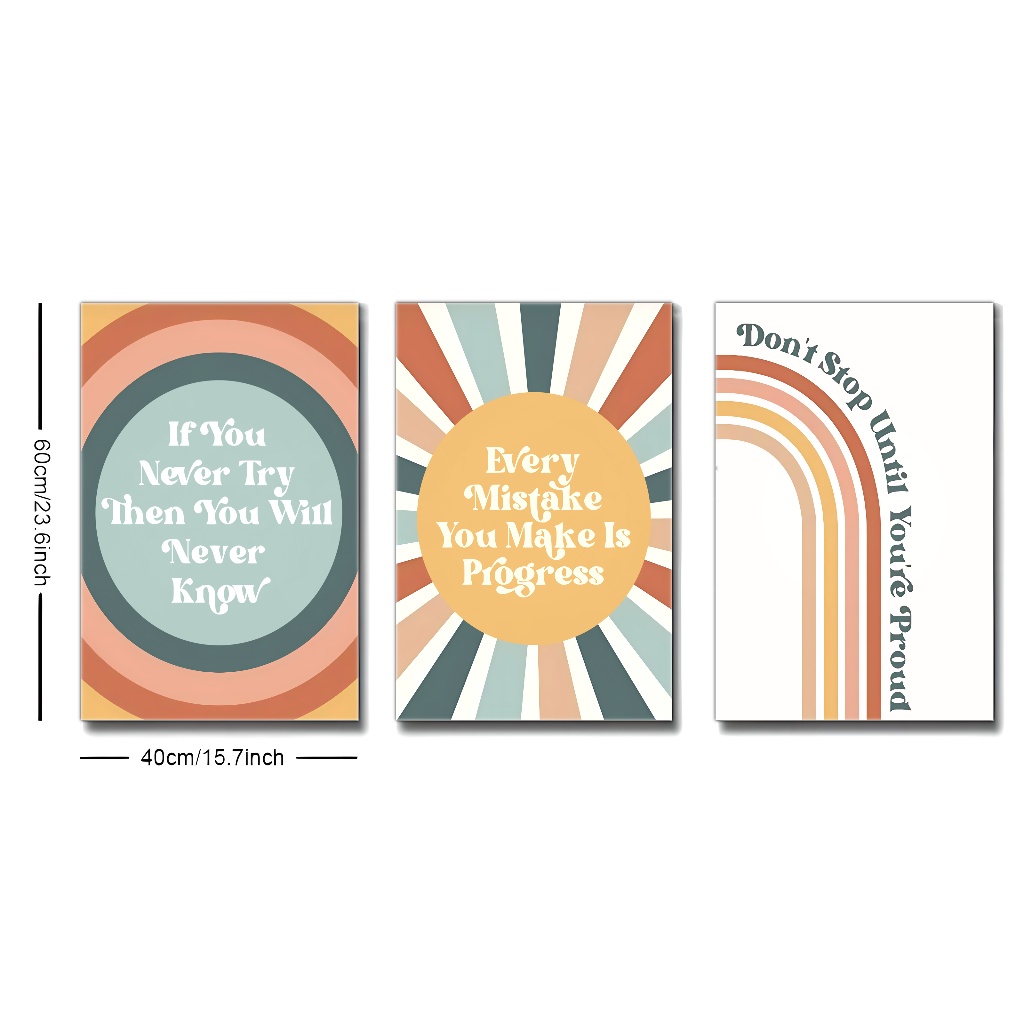 If You
Never Try
Then You Will
Never
Know
Every
Mistake
You Make Is
Progress
Don't Stop Until You're Proud
60cm/23.6inch
40cm/15.7inch